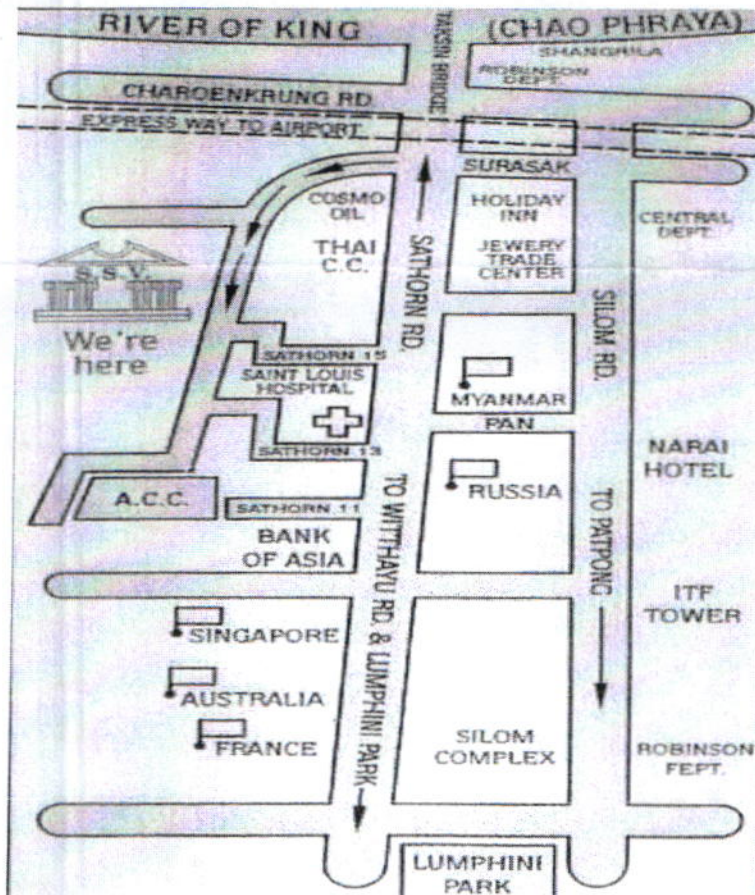 RIVER OF KING
(CHAO PHRAYA)
TAKSIN BRIDGE
SHANGRILA
ROBINSON
DEPT.
CHAROENKRUNG RD.
EXPRESS WAY TO AIRPORT
SURASAK
COSMO
OIL
THAI
C.C.
SATHORN RD.
HOLIDAY
INN
JEWERY
TRADE
CENTER
CENTRAL
DEPT.
SILOM RD.
S.S.V.
We're
here
SATHORN 15
SAINT LOUIS
HOSPITAL
MYANMAR
PAN
SATHORN 13
RUSSIA
NARAI
HOTEL
A.C.C.
SATHORN 11
BANK
OF ASIA
TO WITTHAYU RD. & LUMPHINI PARK
TO PATPONG
ITF
TOWER
SINGAPORE
AUSTRALIA
FRANCE
SILOM
COMPLEX
ROBINSON
FEPT.
LUMPHINI
PARK